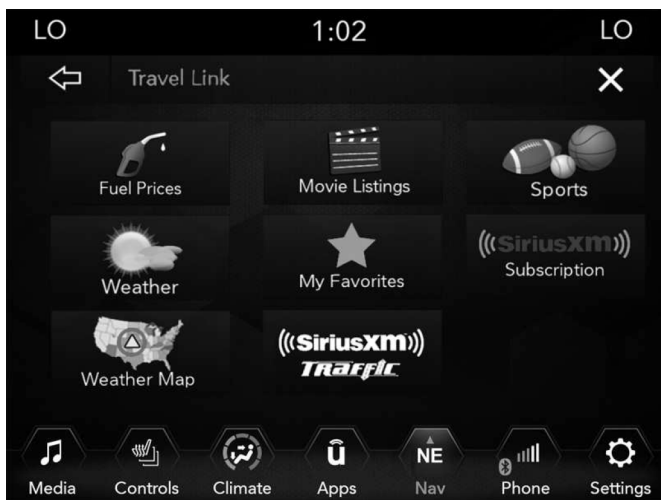 LO 1:02 LO
Travel Link
Fuel Prices Movie Listings Sports
Weather My Favorites ((SiriusXM)) Subscription
Weather Map ((SiriusXM)) Traffic
û NE
Media Controls Climate Apps Nav Phone Settings